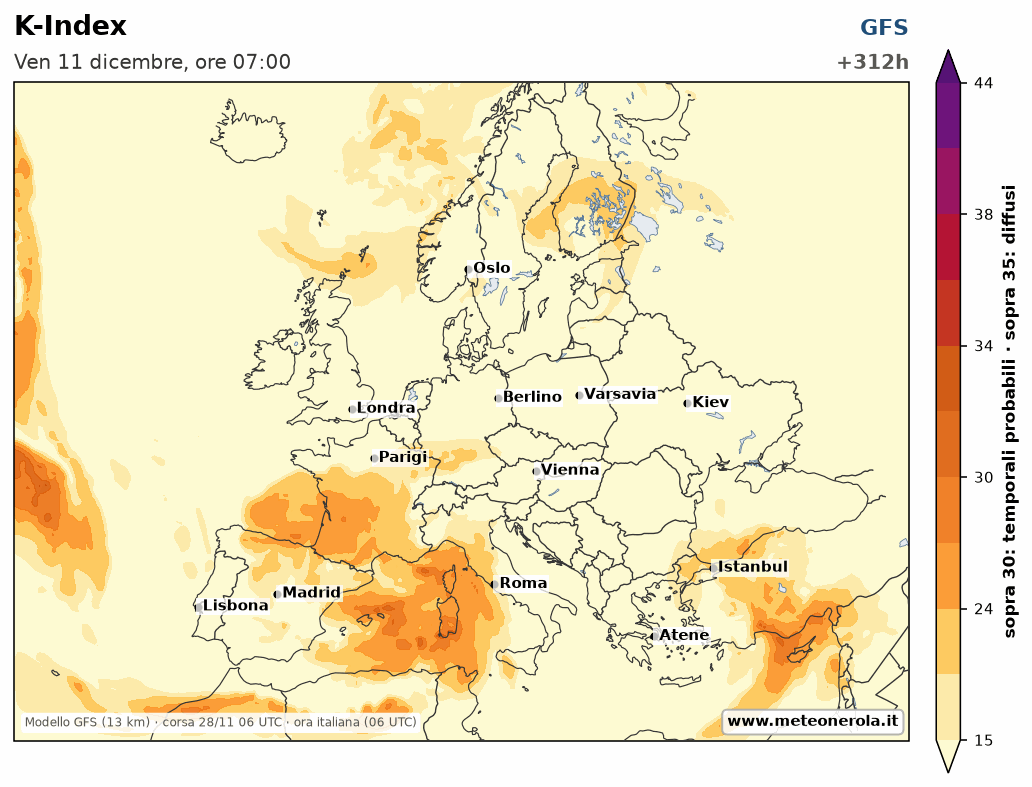 K-Index
GFS
Ven 11 dicembre, ore 07:00
+312h
44
38
34
30
24
15
sopra 30: temporali probabili · sopra 35: diffusi
Oslo
Londra
Berlino
Varsavia
Kiev
Parigi
Vienna
Istanbul
Roma
Madrid
Lisbona
Atene
Modello GFS (13 km) · corsa 28/11 06 UTC · ora italiana (06 UTC)
www.meteonerola.it